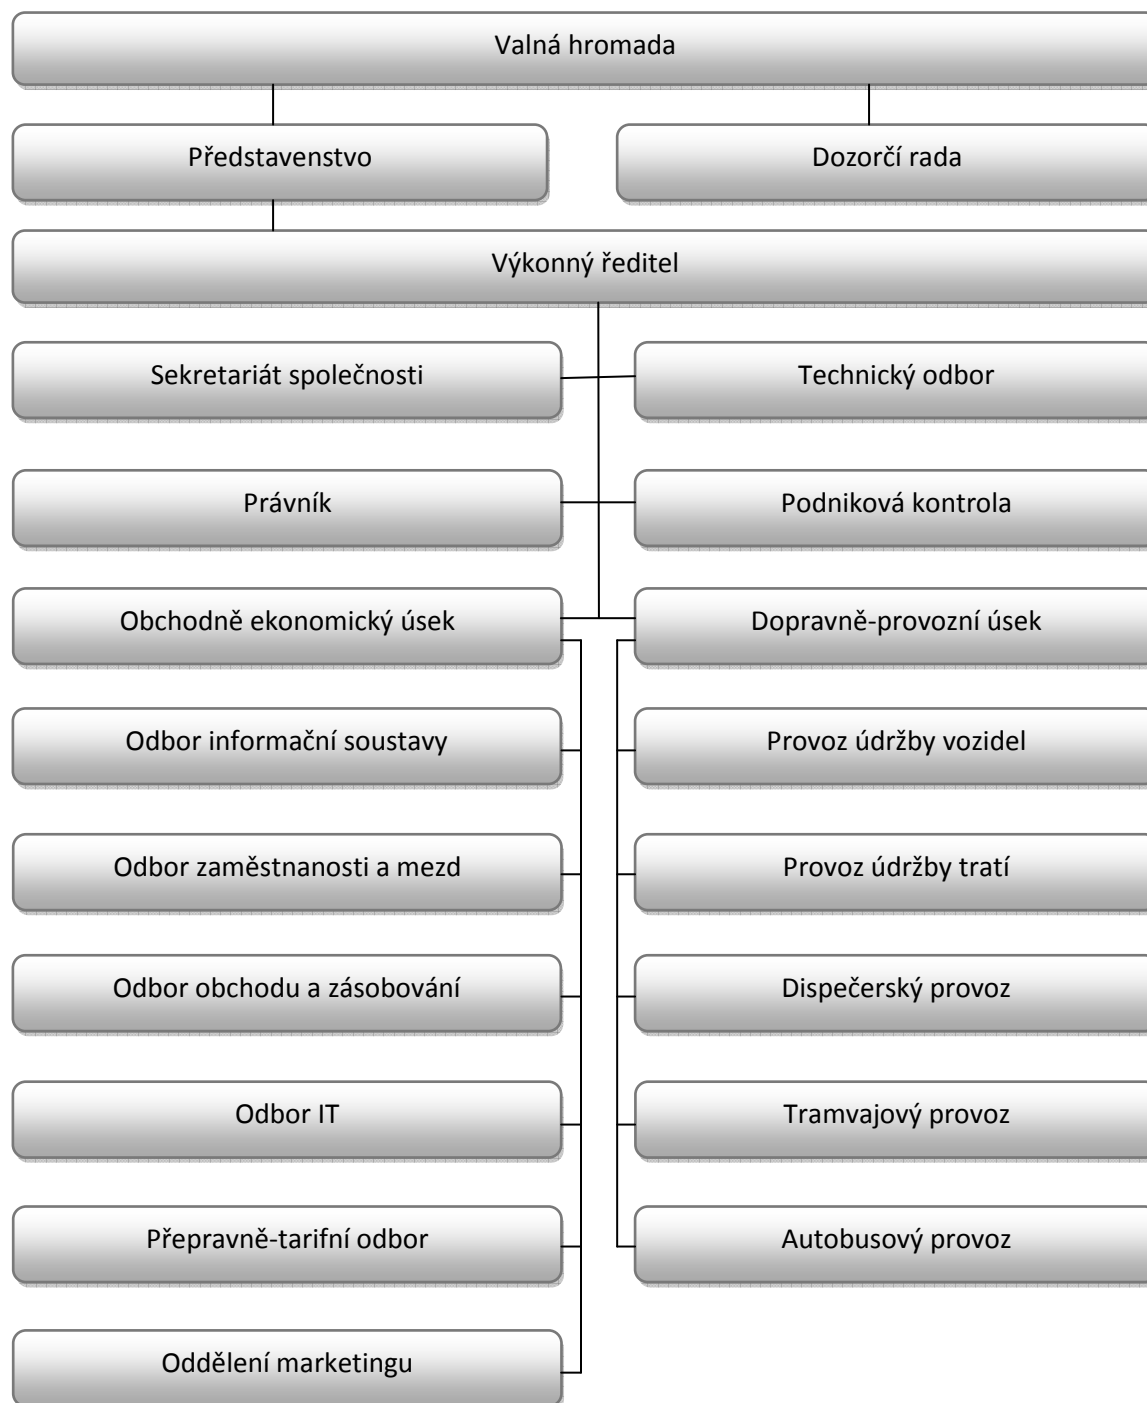 Valná hromada
Představenstvo
Dozorčí rada
Výkonný ředitel
Sekretariát společnosti
Technický odbor
Právník
Podniková kontrola
Obchodně ekonomický úsek
Dopravně-provozní úsek
Odbor informační soustavy
Provoz údržby vozidel
Odbor zaměstnanosti a mezd
Provoz údržby tratí
Odbor obchodu a zásobování
Dispečerský provoz
Odbor IT
Tramvajový provoz
Přepravně-tarifní odbor
Autobusový provoz
Oddělení marketingu